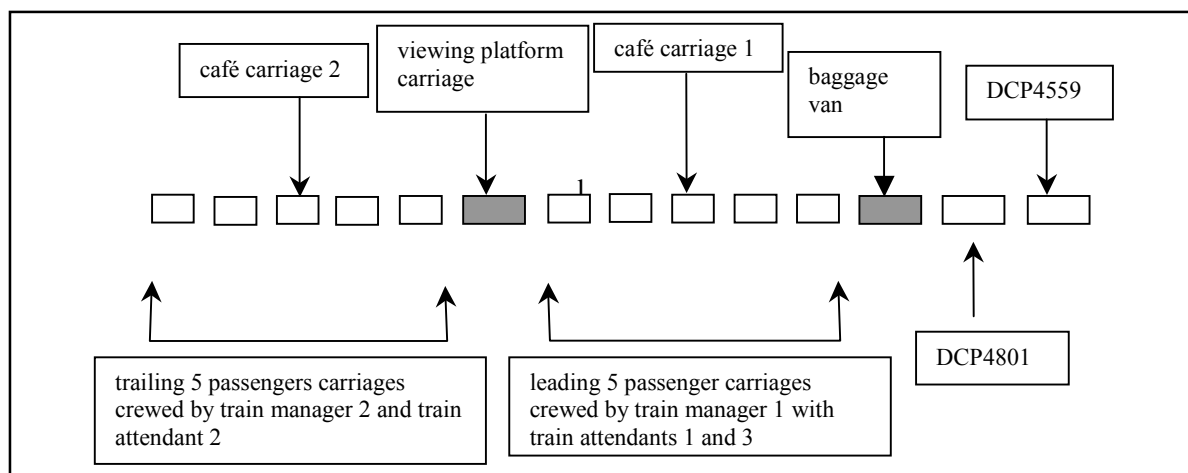 café carriage 2
viewing platform
carriage
café carriage 1
baggage
van
DCP4559
1
DCP4801
trailing 5 passengers carriages
crewed by train manager 2 and train
attendant 2
leading 5 passenger carriages
crewed by train manager 1 with
train attendants 1 and 3